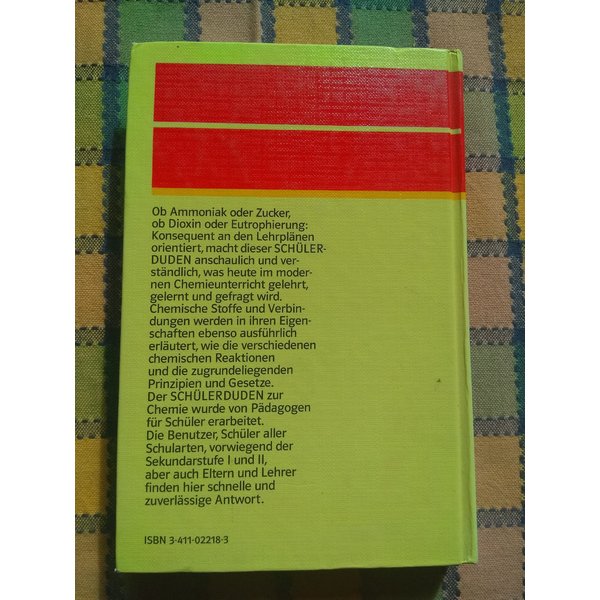 Ob Ammoniak oder Zucker,
ob Dioxin oder Eutrophierung:
Konsequent an den Lehrplänen
orientiert, macht dieser SCHÜLER-
DUDEN anschaulich und ver-
ständlich, was heute im moder-
nen Chemieunterricht gelehrt,
gelernt und gefragt wird.
Chemische Stoffe und Verbin-
dungen werden in ihren Eigen-
schaften ebenso ausführlich
erläutert, wie die verschiedenen
chemischen Reaktionen
und die zugrundeliegenden
Prinzipien und Gesetze.
Der SCHÜLERDUDEN zur
Chemie wurde von Pädagogen
für Schüler erarbeitet.
Die Benutzer, Schüler aller
Schularten, vorwiegend der
Sekundarstufe I und II,
aber auch Eltern und Lehrer
finden hier schnelle und
zuverlässige Antwort.
ISBN 3-411-02218-3